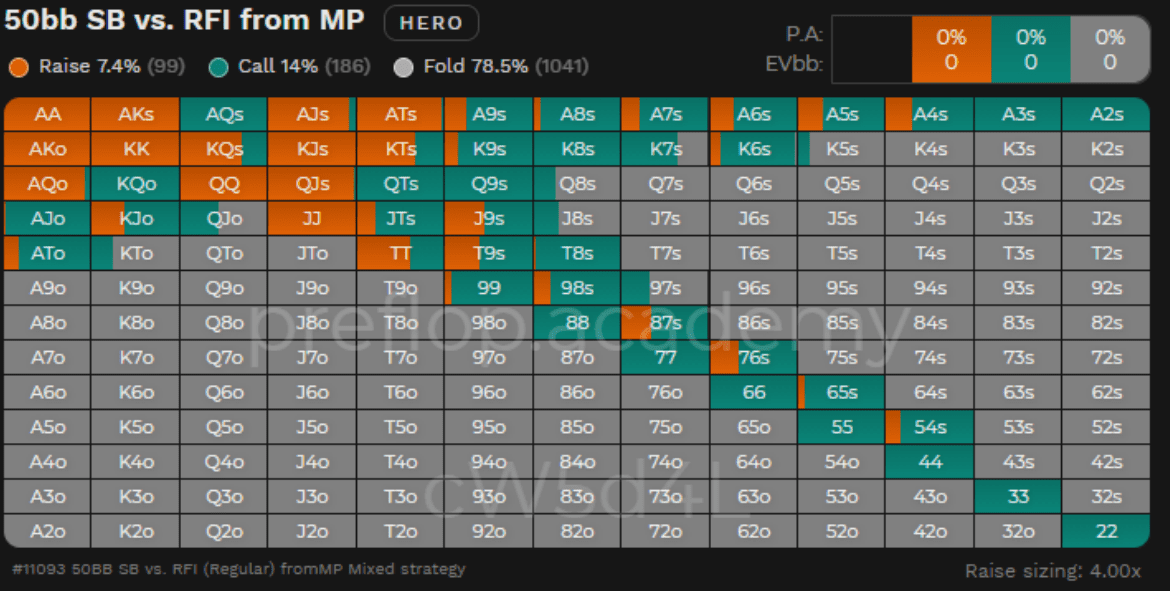 50bb SB vs. RFI from MP HERO
P.A: 0% 0% 0%
EVbb: 0 0 0
Raise 7.4% (99) Call 14% (186) Fold 78.5% (1041)
AA AKs AQs AJs ATs A9s A8s A7s A6s A5s A4s A3s A2s
AKo KK KQs KJs KTs K9s K8s K7s K6s K5s K4s K3s K2s
AQo KQo QQ QJs QTs Q9s Q8s Q7s Q6s Q5s Q4s Q3s Q2s
AJo KJo QJo JJ JTs J9s J8s J7s J6s J5s J4s J3s J2s
ATo KTo QTo JTo TT T9s T8s T7s T6s T5s T4s T3s T2s
A9o K9o Q9o J9o T9o 99 98s 97s 96s 95s 94s 93s 92s
A8o K8o Q8o J8o T8o 98o 88 87s 86s 85s 84s 83s 82s
preflop.academy
A7o K7o Q7o J7o T7o 97o 87o 77 76s 75s 74s 73s 72s
A6o K6o Q6o J6o T6o 96o 86o 76o 66 65s 64s 63s 62s
A5o K5o Q5o J5o T5o 95o 85o 75o 65o 55 54s 53s 52s
A4o K4o Q4o J4o T4o 94o 84o 74o 64o 54o 44 43s 42s
cW5d4L
A3o K3o Q3o J3o T3o 93o 83o 73o 63o 53o 43o 33 32s
A2o K2o Q2o J2o T2o 92o 82o 72o 62o 52o 42o 32o 22
#11093 50BB SB vs. RFI (Regular) fromMP Mixed strategy
Raise sizing: 4.00x